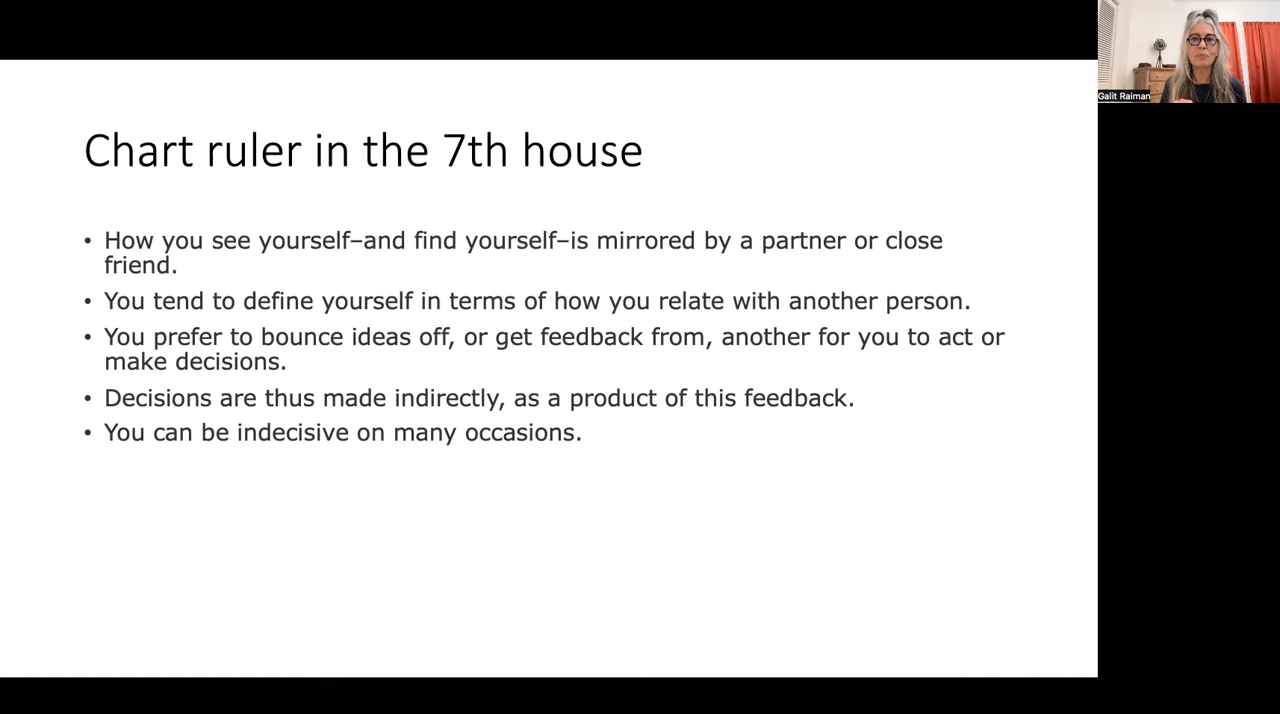 Galit Raiman
Chart ruler in the 7th house
• How you see yourself–and find yourself–is mirrored by a partner or close
friend.
• You tend to define yourself in terms of how you relate with another person.
• You prefer to bounce ideas off, or get feedback from, another for you to act or
make decisions.
• Decisions are thus made indirectly, as a product of this feedback.
• You can be indecisive on many occasions.